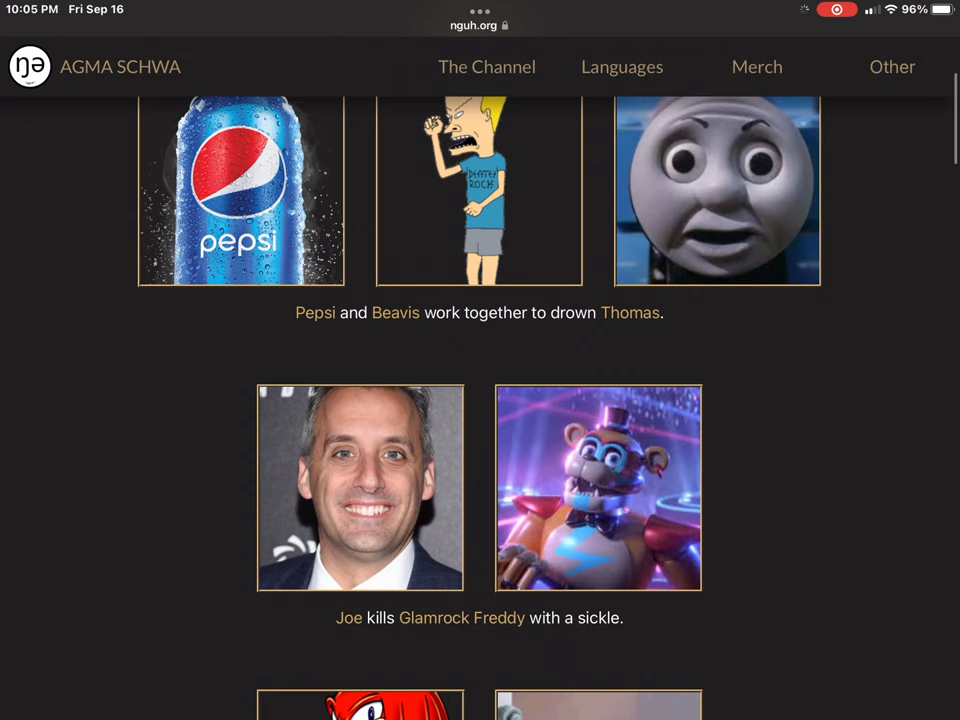 10:05 PM Fri Sep 16
96%
nguh.org
ŋə
AGMA SCHWA
The Channel
Languages
Merch
Other
pepsi
DEATH
ROCK
Pepsi and Beavis work together to drown Thomas.
Joe kills Glamrock Freddy with a sickle.